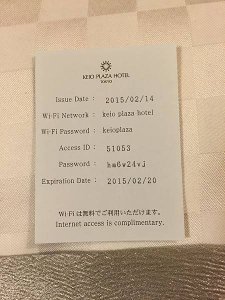 KEIO PLAZA HOTEL
TOKYO
Issue Date : 2015/02/14
Wi-Fi Network : keio plaza hotel
Wi-Fi Password : keioplaza
Access ID : 51053
Password : hm6v24vj
Expiration Date : 2015/02/20
Wi-Fiは無料でご利用いただけます。
Internet access is complimentary.